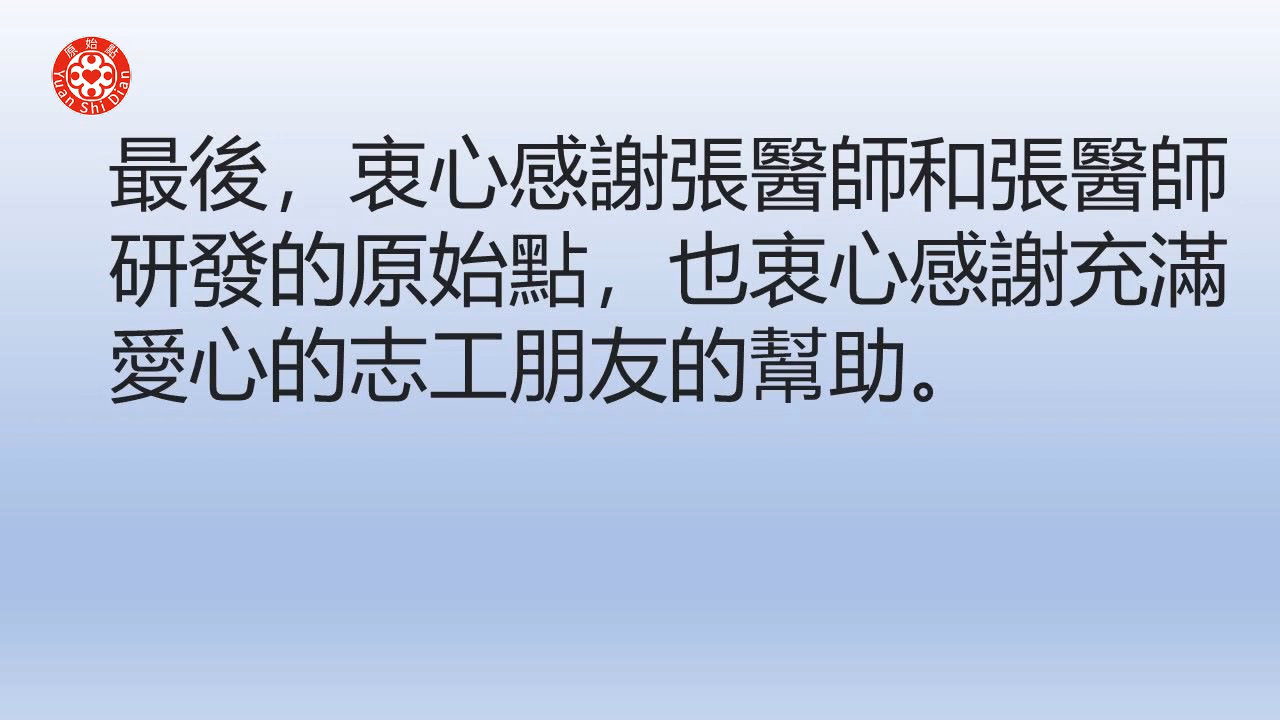 原始點
Yuan Shi Dian
最後，衷心感謝張醫師和張醫師
研發的原始點，也衷心感謝充滿
愛心的志工朋友的幫助。